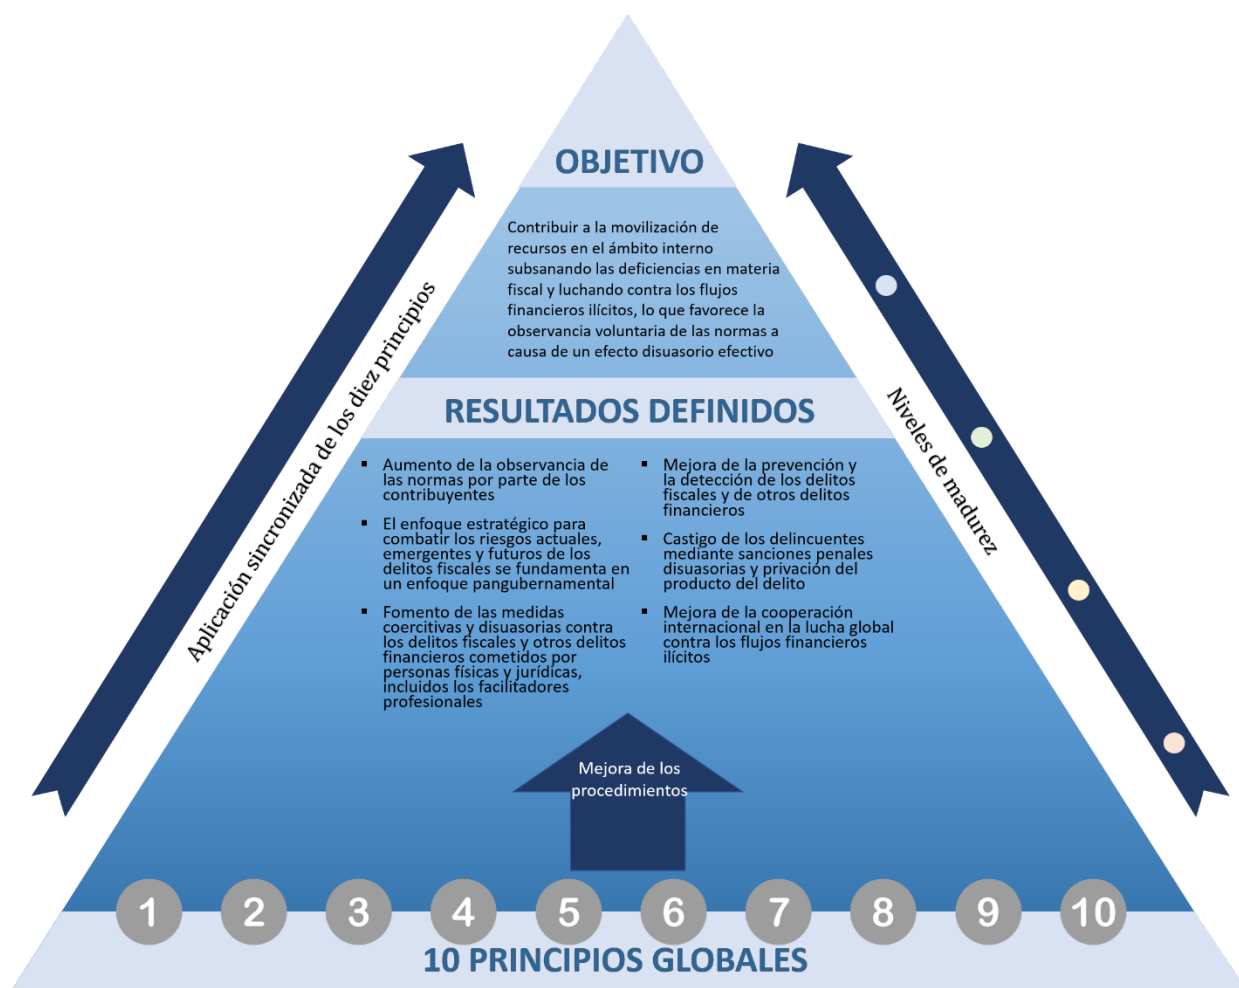 OBJETIVO
Contribuir a la movilización de
recursos en el ámbito interno
subsanando las deficiencias en materia
fiscal y luchando contra los flujos
financieros ilícitos, lo que favorece la
observancia voluntaria de las normas a
causa de un efecto disuasorio efectivo
Aplicación sincronizada de los diez principios
Niveles de madurez
RESULTADOS DEFINIDOS
▪ Aumento de la observancia de
las normas por parte de los
contribuyentes
▪ El enfoque estratégico para
combatir los riesgos actuales,
emergentes y futuros de los
delitos fiscales se fundamenta en
un enfoque pangubernamental
▪ Fomento de las medidas
coercitivas y disuasorias contra
los delitos fiscales y otros delitos
financieros cometidos por
personas físicas y jurídicas,
incluidos los facilitadores
profesionales
▪ Mejora de la prevención y
la detección de los delitos
fiscales y de otros delitos
financieros
▪ Castigo de los delincuentes
mediante sanciones penales
disuasorias y privación del
producto del delito
▪ Mejora de la cooperación
internacional en la lucha global
contra los flujos financieros
ilícitos
Mejora de los
procedimientos
1 2 3 4 5 6 7 8 9 10
10 PRINCIPIOS GLOBALES